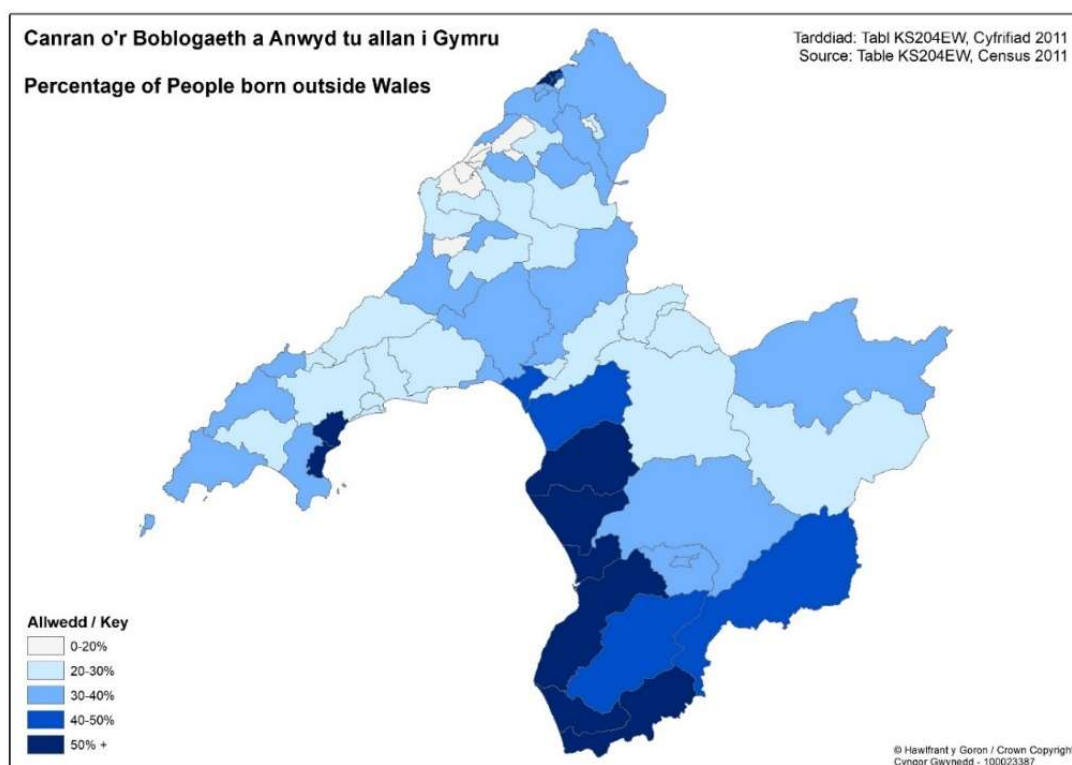 Canran o'r Boblogaeth a Anwyd tu allan i Gymru
Percentage of People born outside Wales
Tarddiad: Tabl KS204EW, Cyfrifiad 2011
Source: Table KS204EW, Census 2011
Allwedd / Key
0-20%
20-30%
30-40%
40-50%
50% +
© Hawlfraint y Goron / Crown Copyright
Cyngor Gwynedd - 100023387